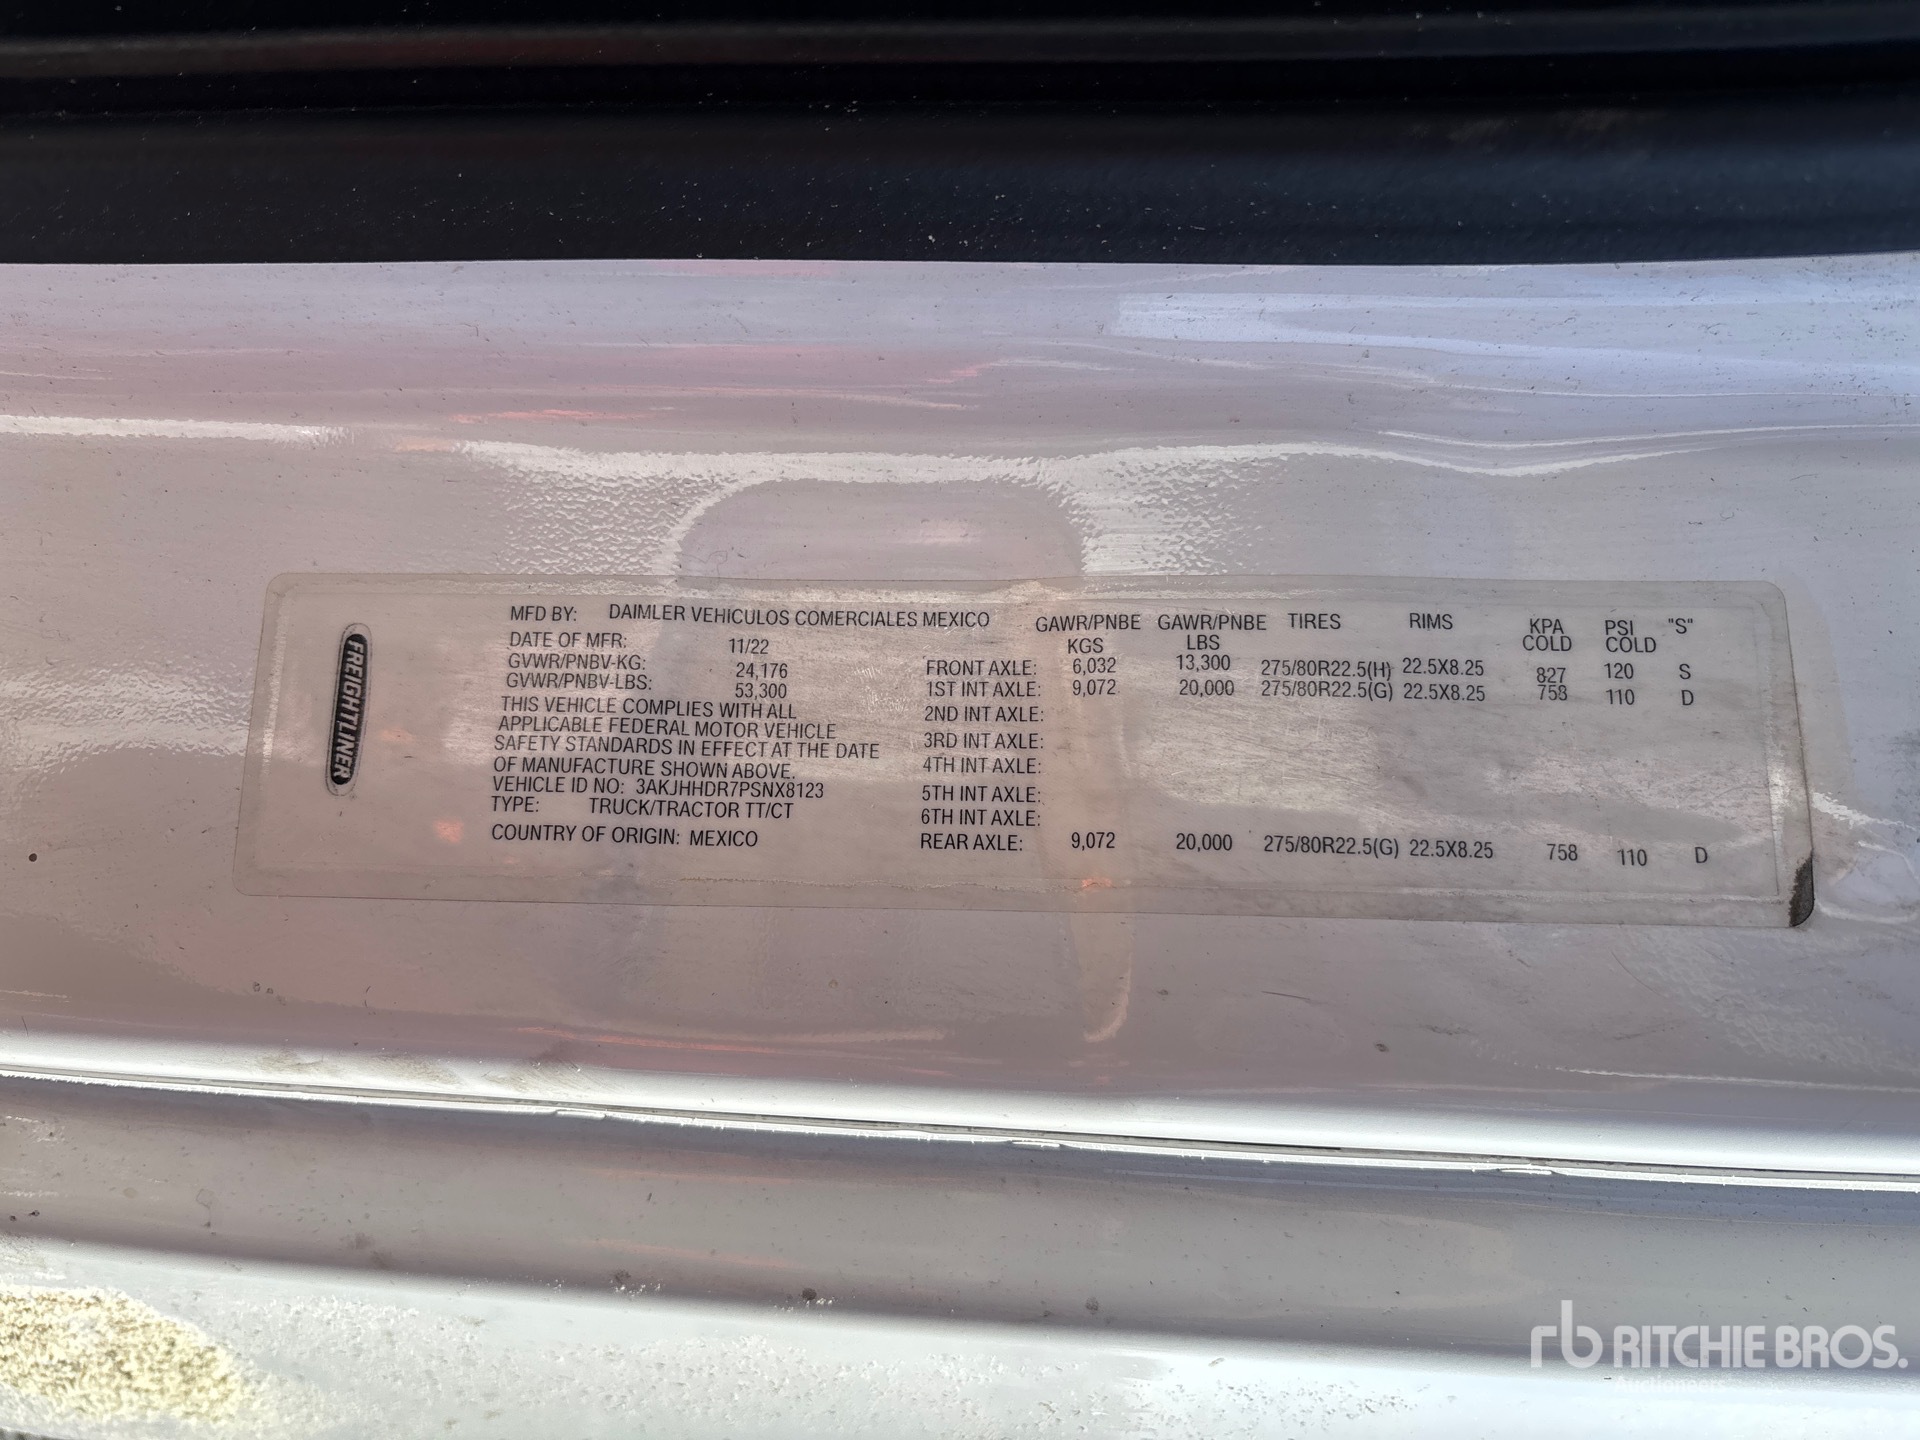 FREIGHTLINER
MFD BY: DAIMLER VEHICULOS COMERCIALES MEXICO
DATE OF MFR: 11/22
GVWR/PNBV-KG: 24,176
GVWR/PNBV-LBS: 53,300
THIS VEHICLE COMPLIES WITH ALL
APPLICABLE FEDERAL MOTOR VEHICLE
SAFETY STANDARDS IN EFFECT AT THE DATE
OF MANUFACTURE SHOWN ABOVE.
VEHICLE ID NO: 3AKJHHDR7PSNX8123
TYPE: TRUCK/TRACTOR TT/CT
COUNTRY OF ORIGIN: MEXICO
GAWR/PNBE GAWR/PNBE TIRES RIMS KPA PSI "S"
KGS LBS COLD COLD
FRONT AXLE: 6,032 13,300 275/80R22.5(H) 22.5X8.25 827 120 S
1ST INT AXLE: 9,072 20,000 275/80R22.5(G) 22.5X8.25 758 110 D
2ND INT AXLE:
3RD INT AXLE:
4TH INT AXLE:
5TH INT AXLE:
6TH INT AXLE:
REAR AXLE: 9,072 20,000 275/80R22.5(G) 22.5X8.25 758 110 D
rb RITCHIE BROS.
Auctioneers